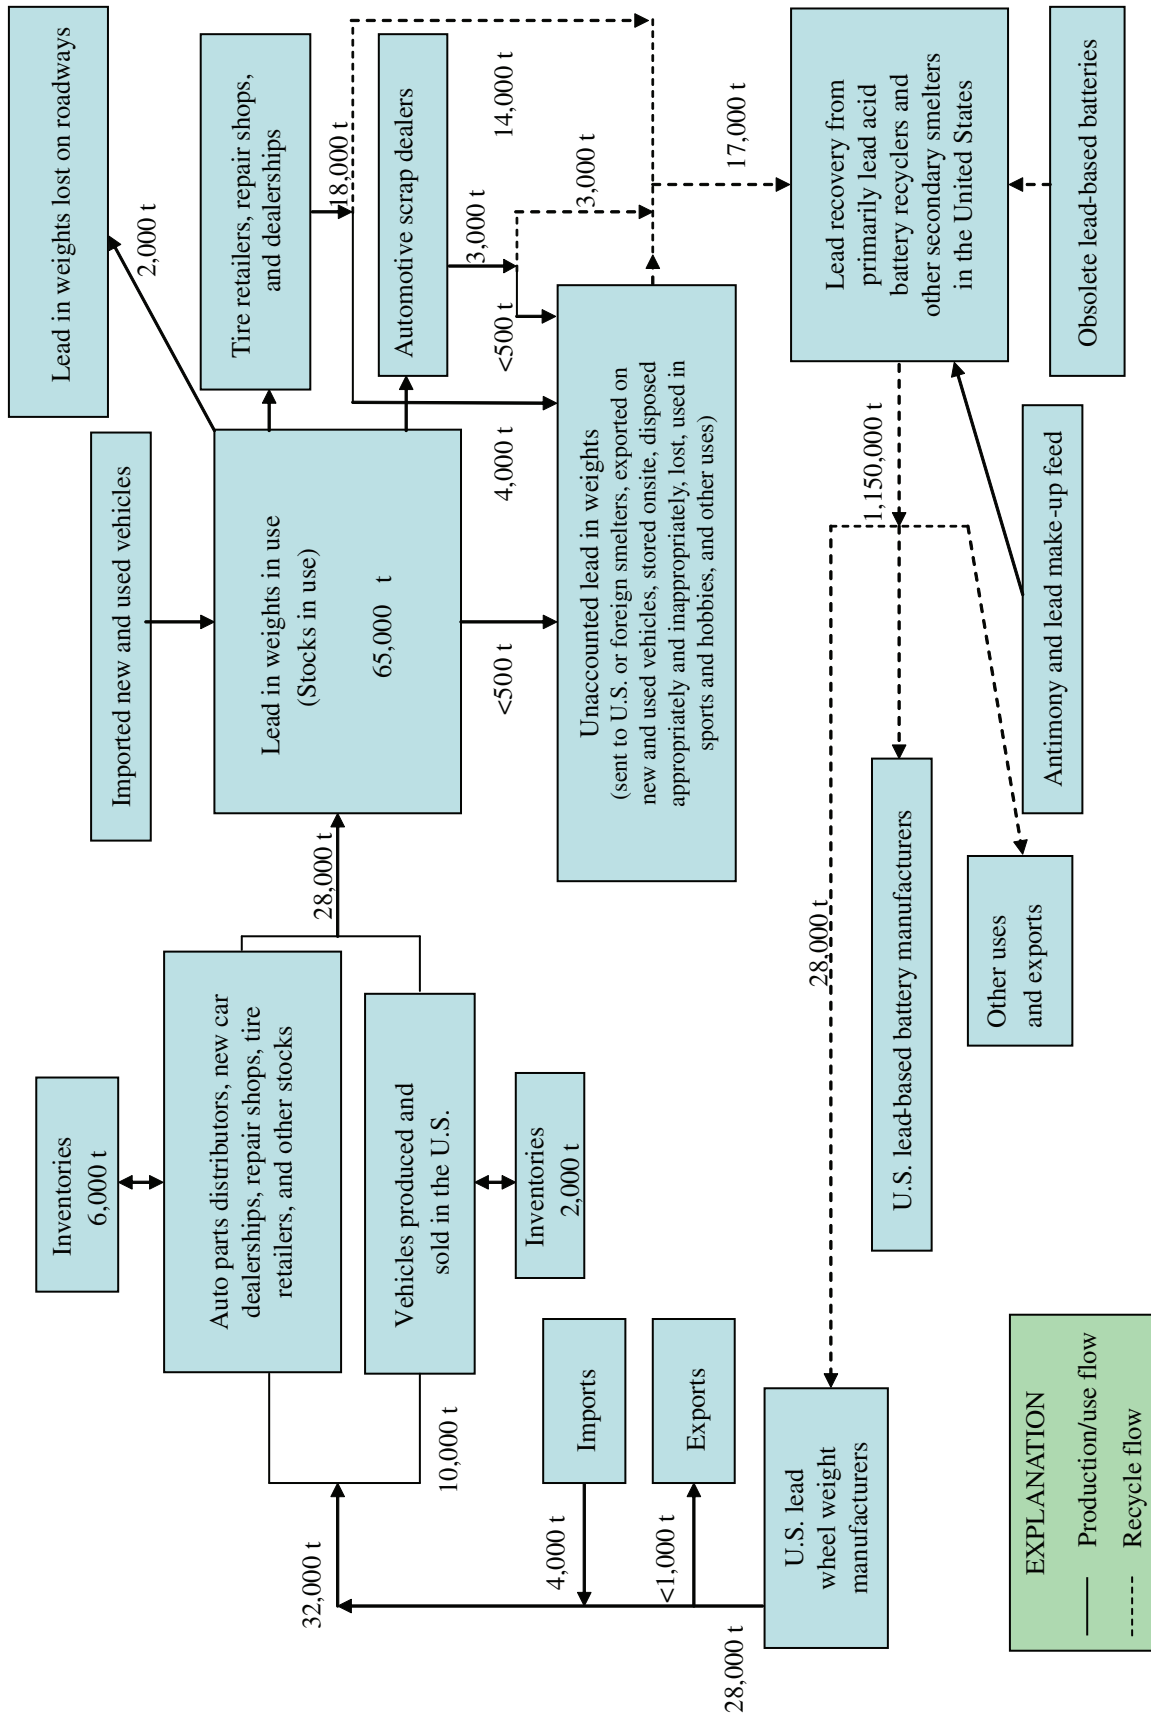 Inventories
6,000 t
Auto parts distributors, new car
dealerships, repair shops, tire
retailers, and other stocks
Vehicles produced and
sold in the U.S.
Inventories
2,000 t
32,000 t
10,000 t
28,000 t
Imports
4,000 t
Exports
<1,000 t
28,000 t
U.S. lead
wheel weight
manufacturers
Imported new and used vehicles
Lead in weights in use
(Stocks in use)
65,000 t
Lead in weights lost on roadways
2,000 t
Tire retailers, repair shops,
and dealerships
18,000 t
Automotive scrap dealers
3,000 t
14,000 t
<500 t
4,000 t
<500 t
3,000 t
Unaccounted lead in weights
(sent to U.S. or foreign smelters, exported on
new and used vehicles, stored onsite, disposed
appropriately and inappropriately, lost, used in
sports and hobbies, and other uses)
17,000 t
Lead recovery from
primarily lead acid
battery recyclers and
other secondary smelters
in the United States
Obsolete lead-based batteries
1,150,000 t
28,000 t
U.S. lead-based battery manufacturers
Other uses
and exports
Antimony and lead make-up feed
EXPLANATION
Production/use flow
Recycle flow